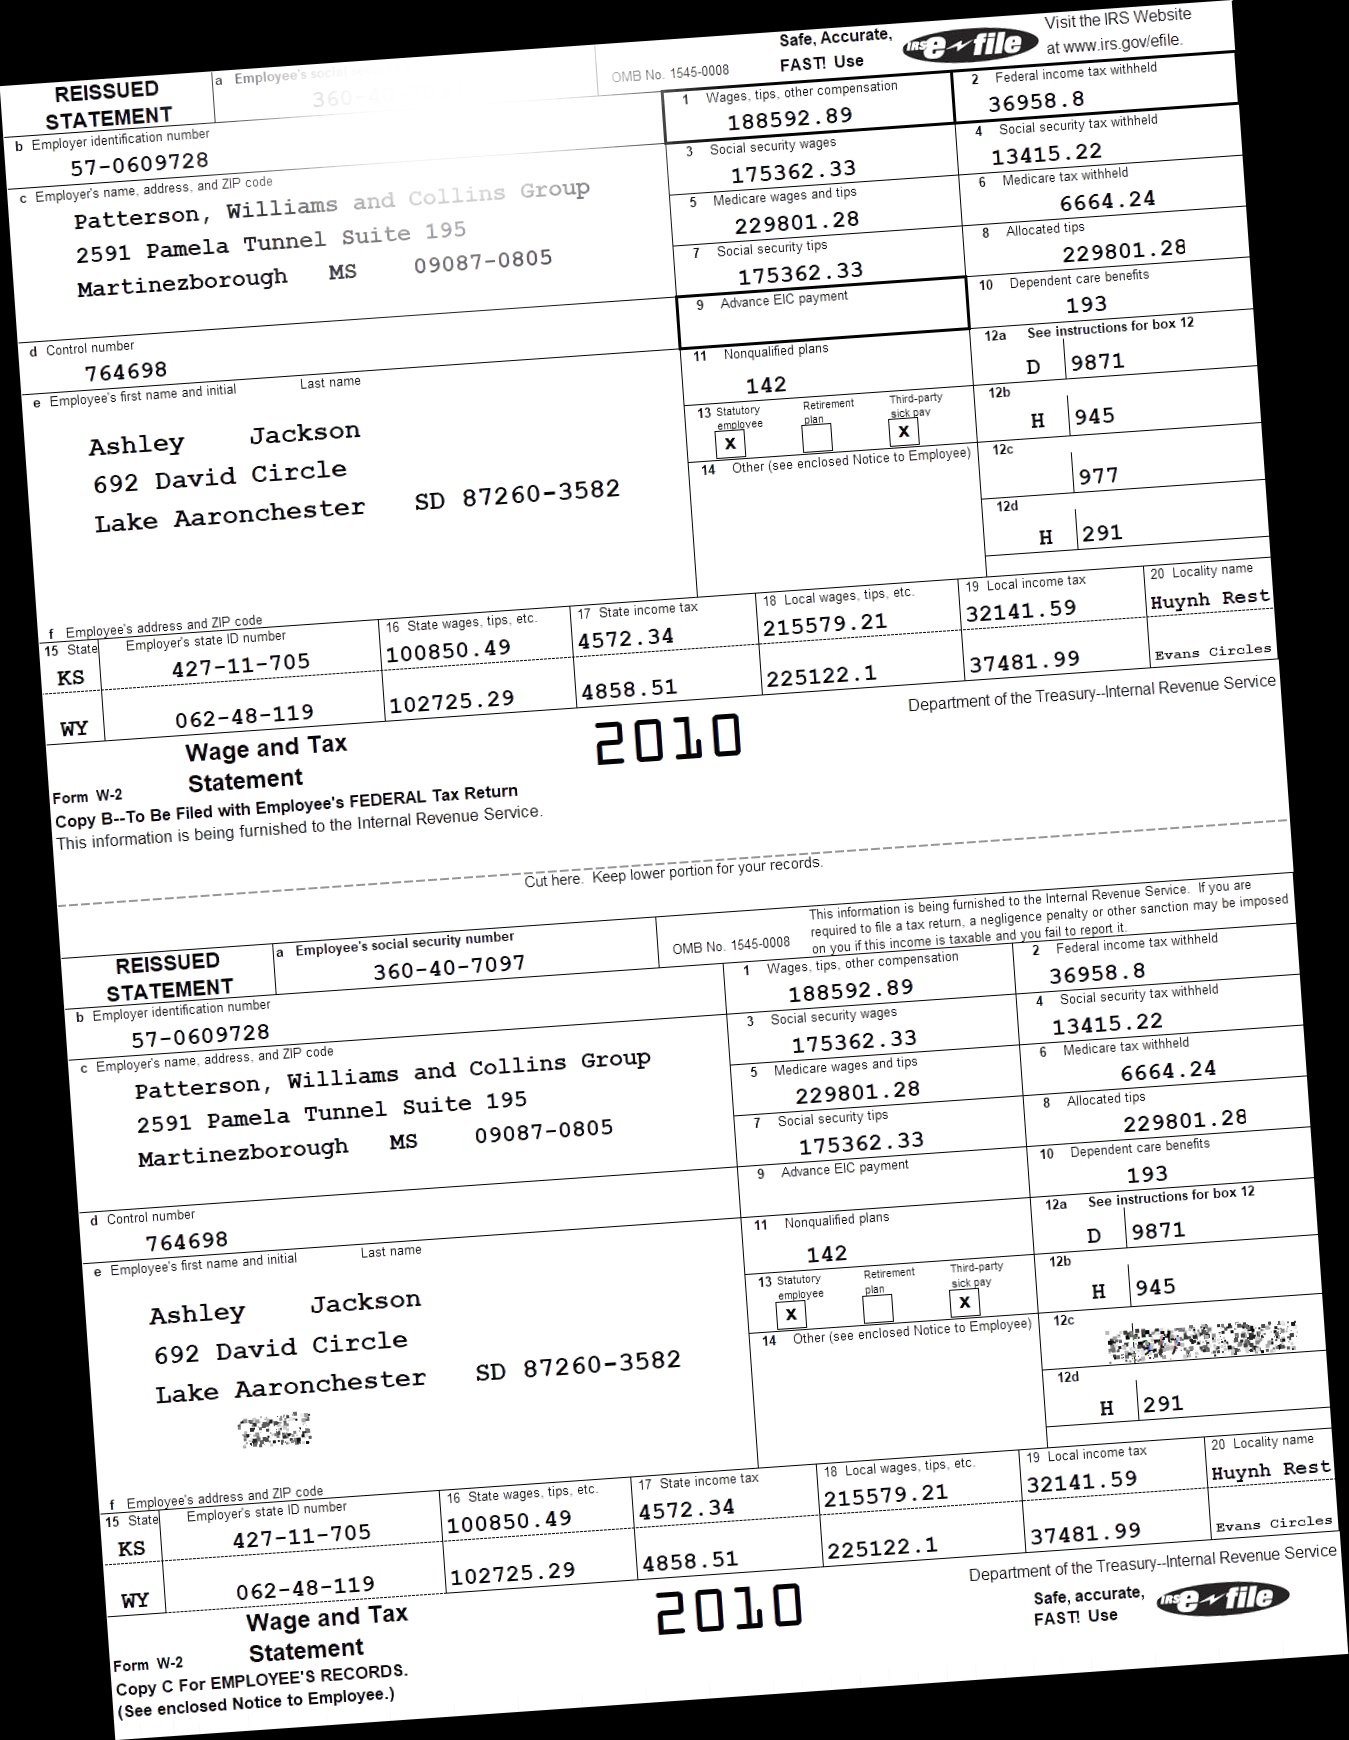 Safe, Accurate,
FAST! Use
IRS e-file
Visit the IRS Website
at www.irs.gov/efile.
REISSUED
STATEMENT
a Employee's social
360-40
OMB No. 1545-0008
1 Wages, tips, other compensation
188592.89
2 Federal income tax withheld
36958.8
b Employer identification number
57-0609728
3 Social security wages
175362.33
4 Social security tax withheld
13415.22
c Employer's name, address, and ZIP code
Patterson, Williams and Collins Group
2591 Pamela Tunnel Suite 195
Martinezborough MS 09087-0805
5 Medicare wages and tips
229801.28
6 Medicare tax withheld
6664.24
7 Social security tips
175362.33
8 Allocated tips
229801.28
9 Advance EIC payment
10 Dependent care benefits
193
d Control number
764698
11 Nonqualified plans
142
12a See instructions for box 12
D 9871
e Employee's first name and initial Last name
Ashley Jackson
692 David Circle
Lake Aaronchester SD 87260-3582
13 Statutory employee
X
Retirement plan
Third-party sick pay
X
12b
H 945
14 Other (see enclosed Notice to Employee)
12c
977
12d
H 291
f Employee's address and ZIP code
15 State Employer's state ID number
16 State wages, tips, etc.
17 State income tax
18 Local wages, tips, etc.
19 Local income tax
20 Locality name
KS 427-11-705 100850.49 4572.34 215579.21 32141.59 Huynh Rest
WY 062-48-119 102725.29 4858.51 225122.1 37481.99 Evans Circles
Wage and Tax
Statement
2010
Department of the Treasury--Internal Revenue Service
Form W-2
Copy B--To Be Filed with Employee's FEDERAL Tax Return
This information is being furnished to the Internal Revenue Service.
Cut here. Keep lower portion for your records.
This information is being furnished to the Internal Revenue Service. If you are
required to file a tax return, a negligence penalty or other sanction may be imposed
on you if this income is taxable and you fail to report it.
REISSUED
STATEMENT
a Employee's social security number
360-40-7097
OMB No. 1545-0008
1 Wages, tips, other compensation
188592.89
2 Federal income tax withheld
36958.8
b Employer identification number
57-0609728
3 Social security wages
175362.33
4 Social security tax withheld
13415.22
c Employer's name, address, and ZIP code
Patterson, Williams and Collins Group
2591 Pamela Tunnel Suite 195
Martinezborough MS 09087-0805
5 Medicare wages and tips
229801.28
6 Medicare tax withheld
6664.24
7 Social security tips
175362.33
8 Allocated tips
229801.28
9 Advance EIC payment
10 Dependent care benefits
193
d Control number
764698
11 Nonqualified plans
142
12a See instructions for box 12
D 9871
e Employee's first name and initial Last name
Ashley Jackson
692 David Circle
Lake Aaronchester SD 87260-3582
13 Statutory employee
X
Retirement plan
Third-party sick pay
X
12b
H 945
14 Other (see enclosed Notice to Employee)
12c
12d
H 291
f Employee's address and ZIP code
15 State Employer's state ID number
16 State wages, tips, etc.
17 State income tax
18 Local wages, tips, etc.
19 Local income tax
20 Locality name
KS 427-11-705 100850.49 4572.34 215579.21 32141.59 Huynh Rest
WY 062-48-119 102725.29 4858.51 225122.1 37481.99 Evans Circles
Wage and Tax
Statement
2010
Department of the Treasury--Internal Revenue Service
Safe, accurate,
FAST! Use
IRS e-file
Form W-2
Copy C For EMPLOYEE'S RECORDS.
(See enclosed Notice to Employee.)